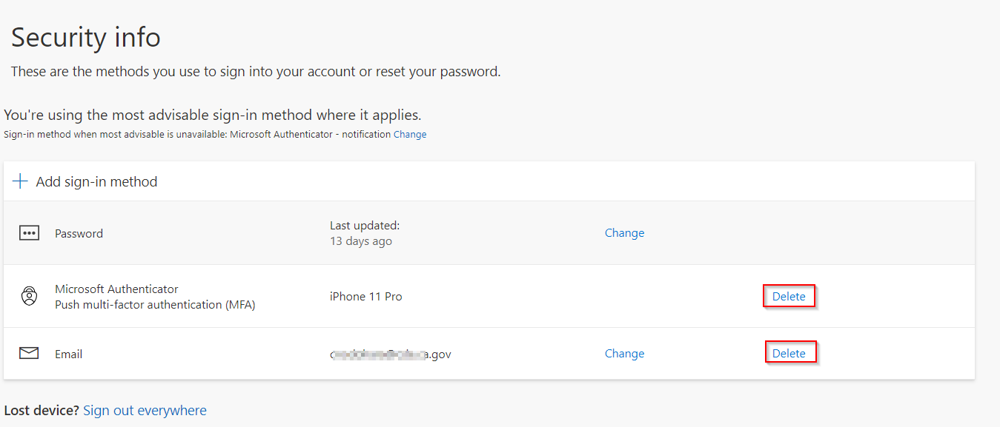 Security info
These are the methods you use to sign into your account or reset your password.
You're using the most advisable sign-in method where it applies.
Sign-in method when most advisable is unavailable: Microsoft Authenticator - notification Change
+ Add sign-in method
Password
Last updated:
13 days ago
Change
Microsoft Authenticator
Push multi-factor authentication (MFA)
iPhone 11 Pro
Delete
Email
a.gov
Change
Delete
Lost device? Sign out everywhere